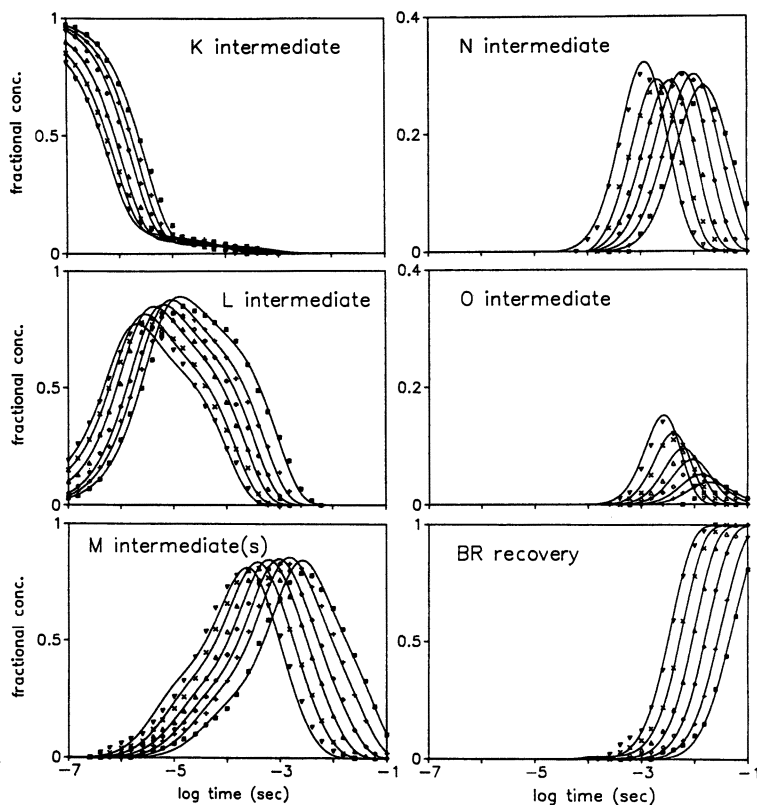 1
0.5
0
fractional conc.
K intermediate
0.4
0.2
0
N intermediate
1
0.5
0
fractional conc.
L intermediate
0.4
0.2
0
O intermediate
1
0.5
0
fractional conc.
M intermediate(s)
-7
-5
-3
-1
log time (sec)
1
0.5
0
BR recovery
-7
-5
-3
-1
log time (sec)